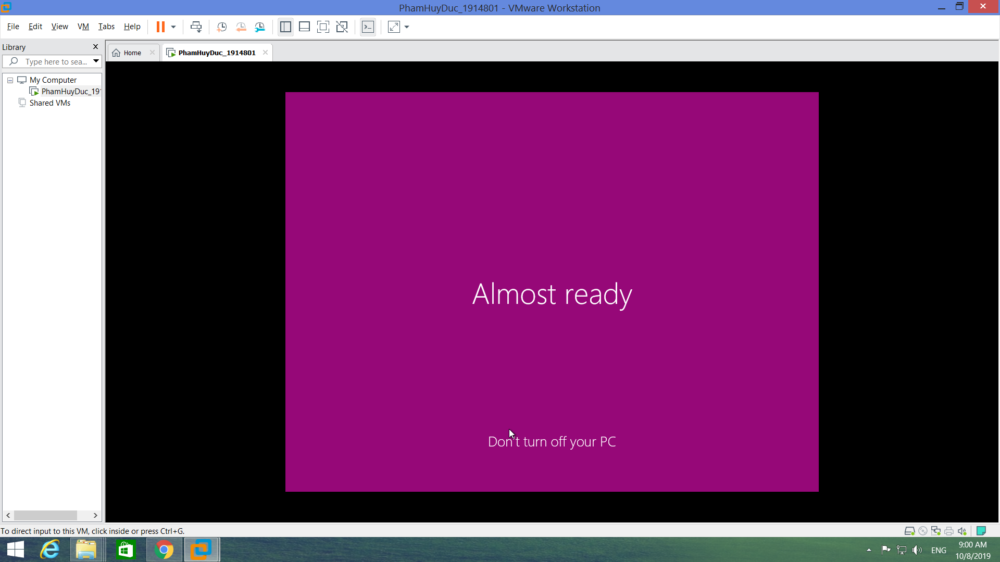 PhamHuyDuc_1914801 - VMware Workstation
File Edit View VM Tabs Help
Library
Type here to sea...
Home
PhamHuyDuc_1914801
My Computer
PhamHuyDuc_19
Shared VMs
Almost ready
Don't turn off your PC
To direct input to this VM, click inside or press Ctrl+G.
ENG
9:00 AM
10/8/2019